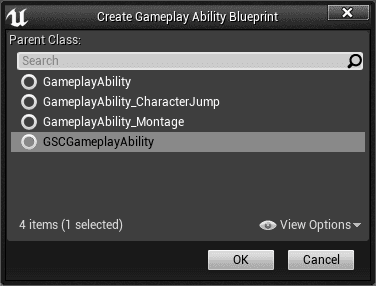 Create Gameplay Ability Blueprint
Parent Class:
Search
GameplayAbility
GameplayAbility_CharacterJump
GameplayAbility_Montage
GSCGameplayAbility
4 items (1 selected)
View Options
OK
Cancel